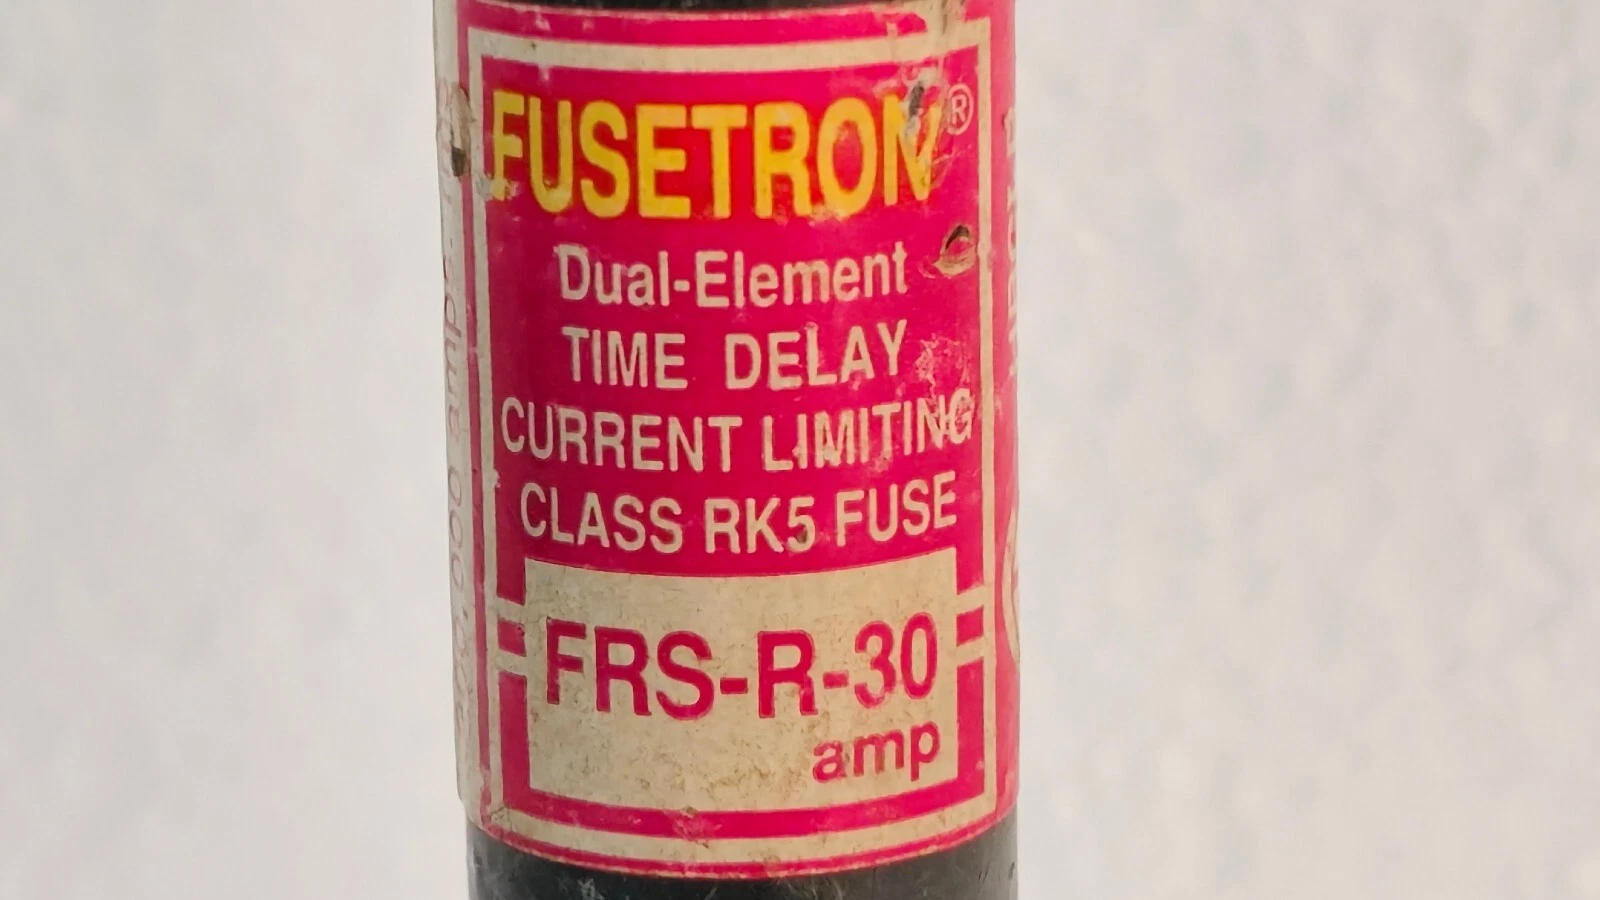 FUSETRON®
Dual-Element
TIME DELAY
CURRENT LIMITING
CLASS RK5 FUSE
FRS-R-30
amp